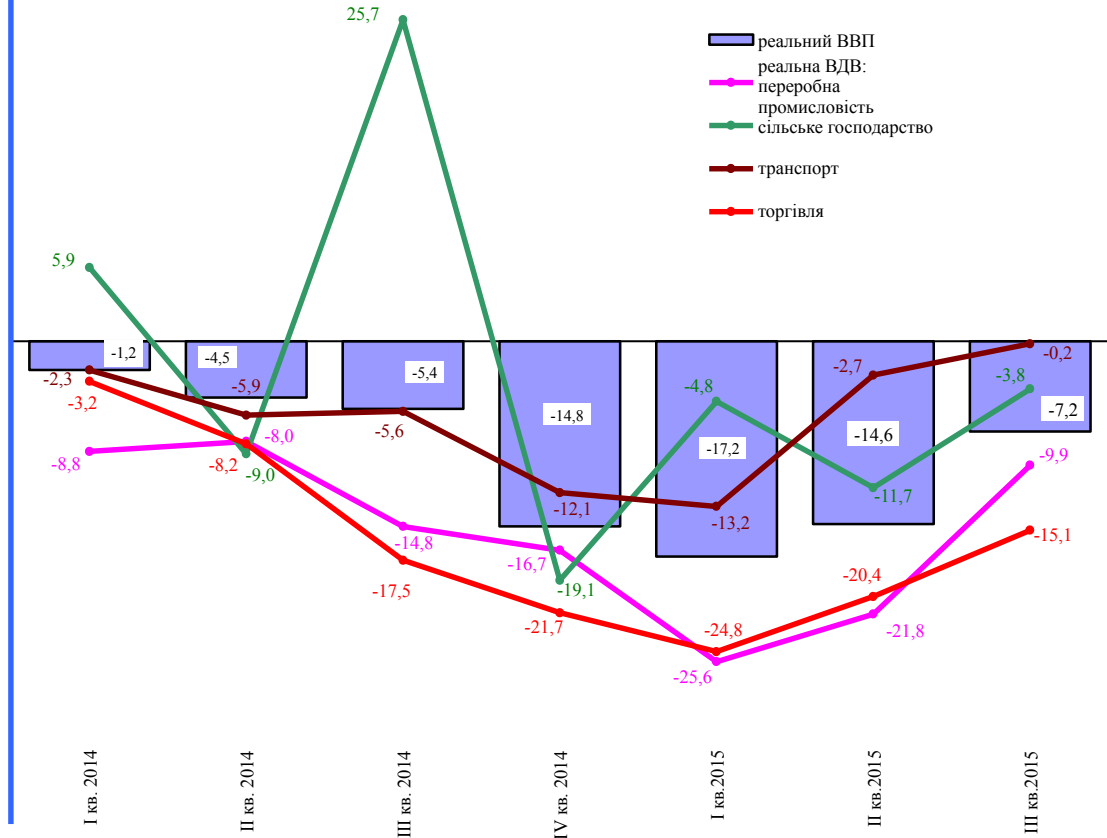 25,7
реальний ВВП
реальна ВДВ:
переробна
промисловість
сільське господарство
транспорт
торгівля
5,9
-1,2
-4,5
-5,4
-14,8
-17,2
-14,6
-7,2
-2,3
-3,2
-8,8
-5,9
-8,0
-8,2
-9,0
-5,6
-14,8
-17,5
-12,1
-16,7
-19,1
-21,7
-4,8
-13,2
-24,8
-25,6
-2,7
-11,7
-20,4
-21,8
-0,2
-3,8
-9,9
-15,1
I кв. 2014
II кв. 2014
III кв. 2014
IV кв. 2014
I кв.2015
II кв.2015
III кв.2015